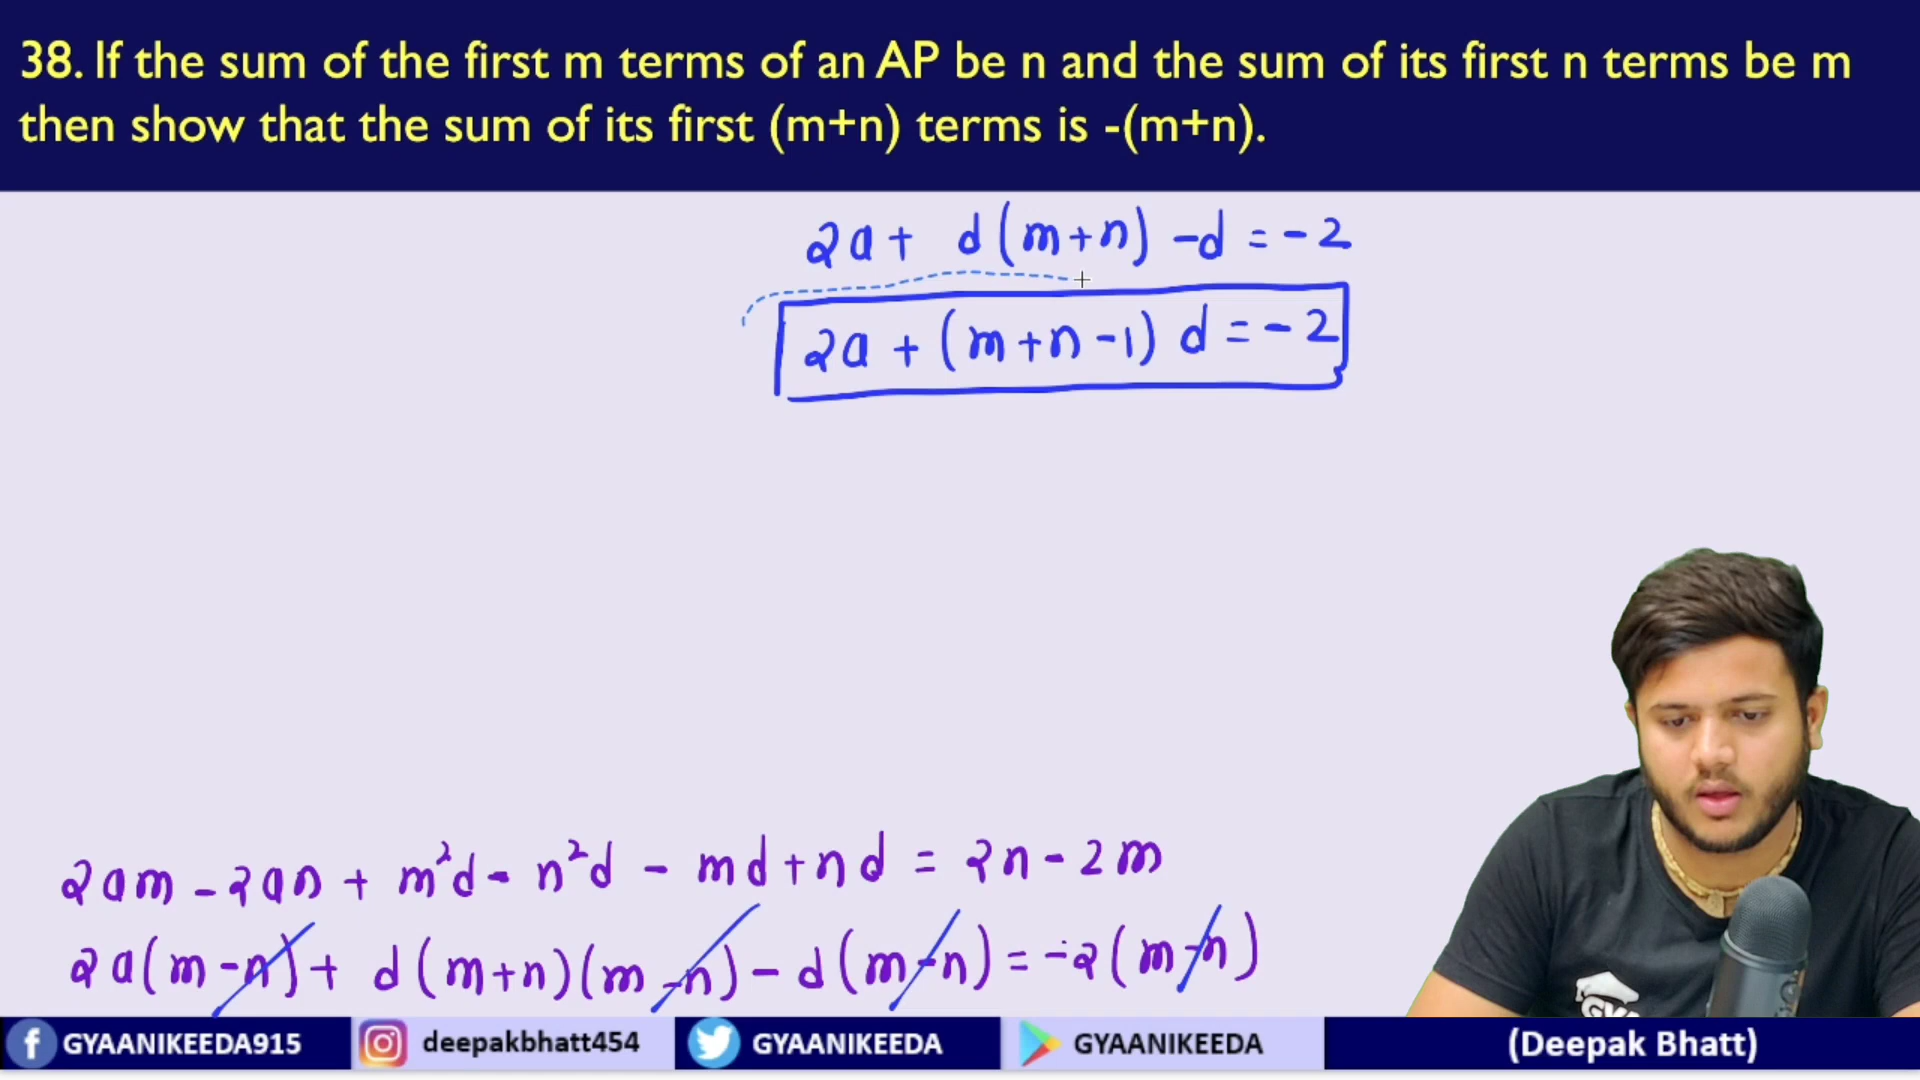 38. If the sum of the first m terms of an AP be n and the sum of its first n terms be m
then show that the sum of its first (m+n) terms is -(m+n).
2a + d(m+n) -d = -2
2a + (m+n-1) d = -2
2am - 2an + m²d - n²d - md + nd = 2n - 2m
2a(m-n) + d(m+n)(m-n) - d(m-n) = -2(m-n)
GYAANIKEEDA915 deepakbhatt454 GYAANIKEEDA GYAANIKEEDA (Deepak Bhatt)